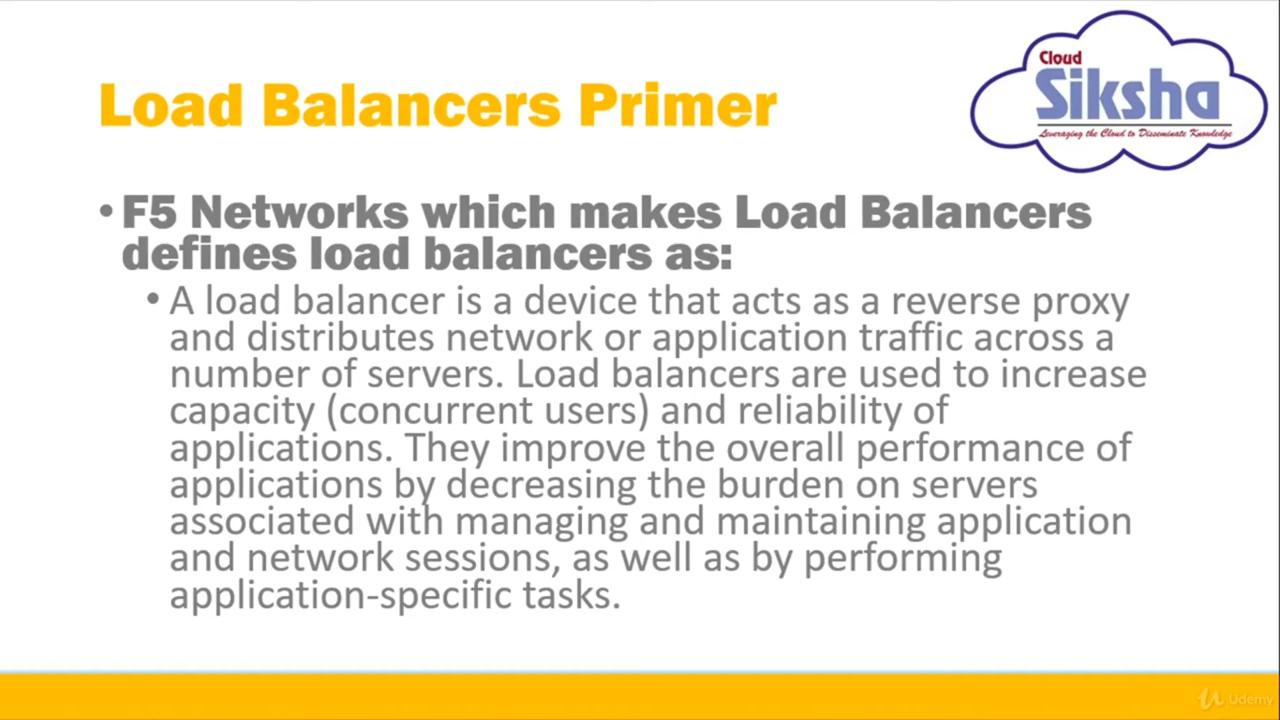 Cloud
Siksha
Leveraging the Cloud to Disseminate Knowledge
Load Balancers Primer
• F5 Networks which makes Load Balancers
defines load balancers as:
• A load balancer is a device that acts as a reverse proxy
and distributes network or application traffic across a
number of servers. Load balancers are used to increase
capacity (concurrent users) and reliability of
applications. They improve the overall performance of
applications by decreasing the burden on servers
associated with managing and maintaining application
and network sessions, as well as by performing
application-specific tasks.
Udemy